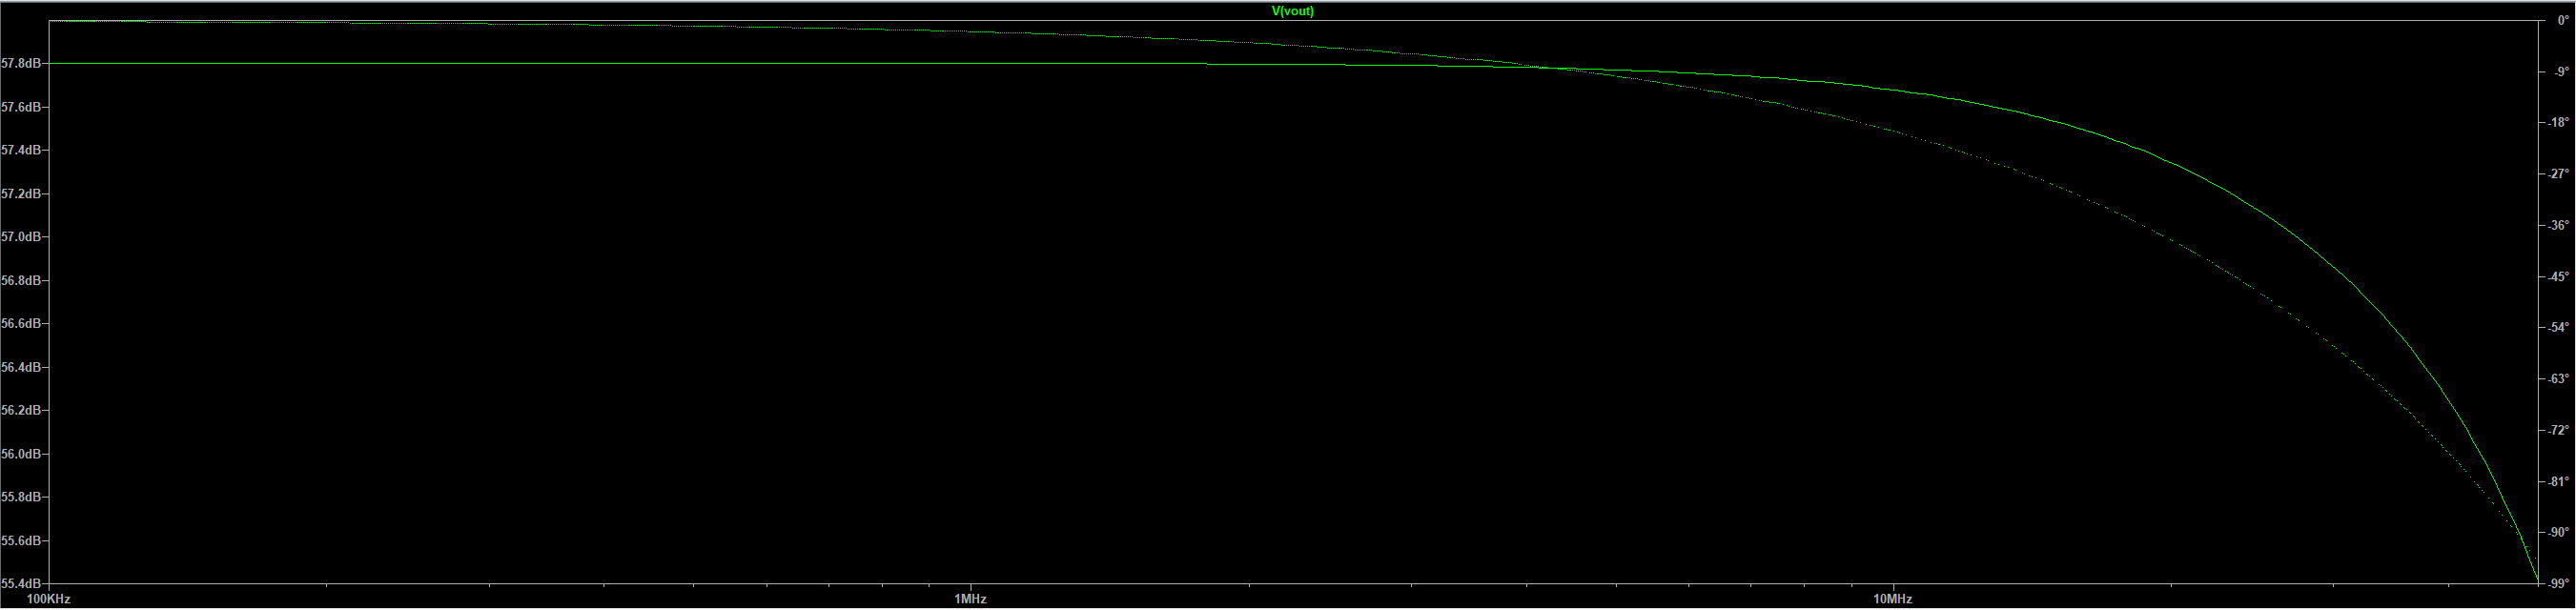 V(vout)
57.8dB
57.6dB
57.4dB
57.2dB
57.0dB
56.8dB
56.6dB
56.4dB
56.2dB
56.0dB
55.8dB
55.6dB
55.4dB
0°
-9°
-18°
-27°
-36°
-45°
-54°
-63°
-72°
-81°
-90°
-99°
100KHz
1MHz
10MHz